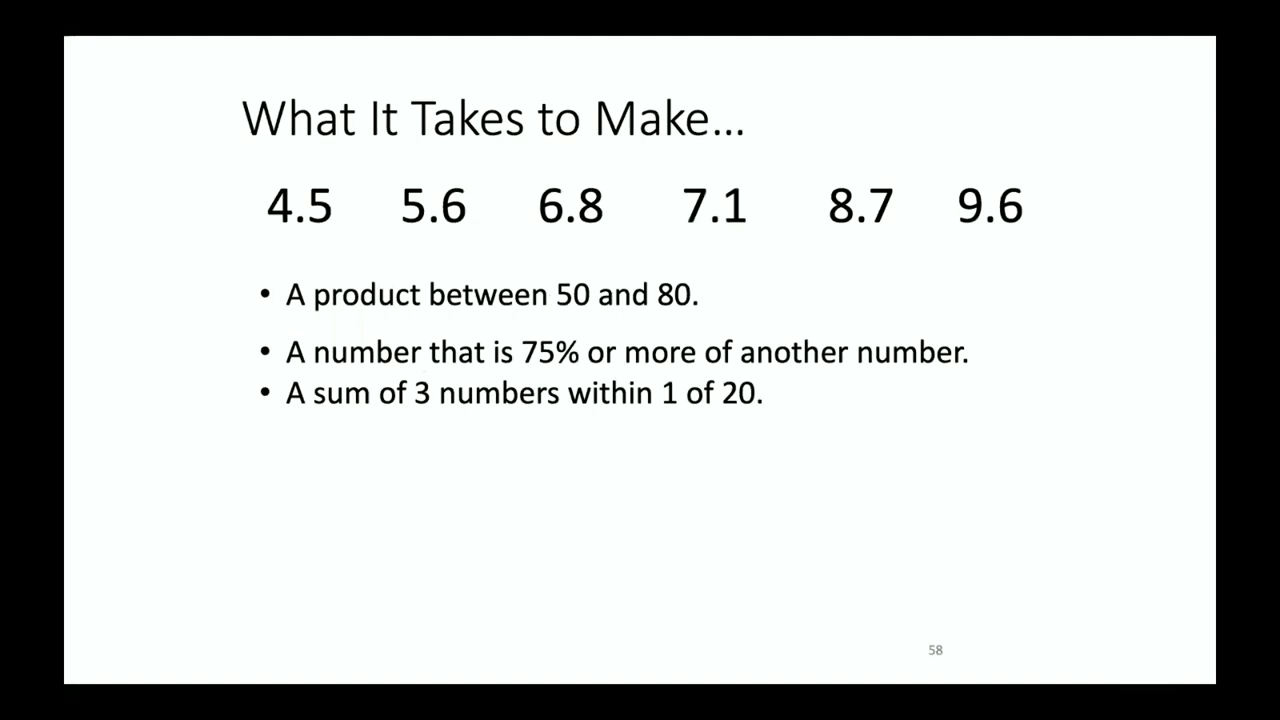 What It Takes to Make...
4.5 5.6 6.8 7.1 8.7 9.6
• A product between 50 and 80.
• A number that is 75% or more of another number.
• A sum of 3 numbers within 1 of 20.
58